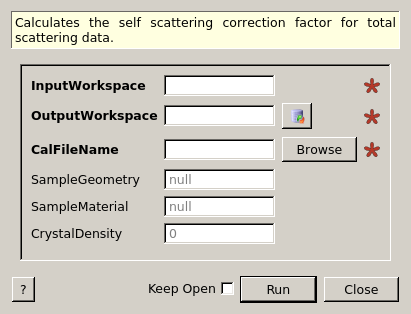 Calculates the self scattering correction factor for total
scattering data.
InputWorkspace
OutputWorkspace
CalFileName Browse
SampleGeometry null
SampleMaterial null
CrystalDensity 0
? Keep Open Run Close